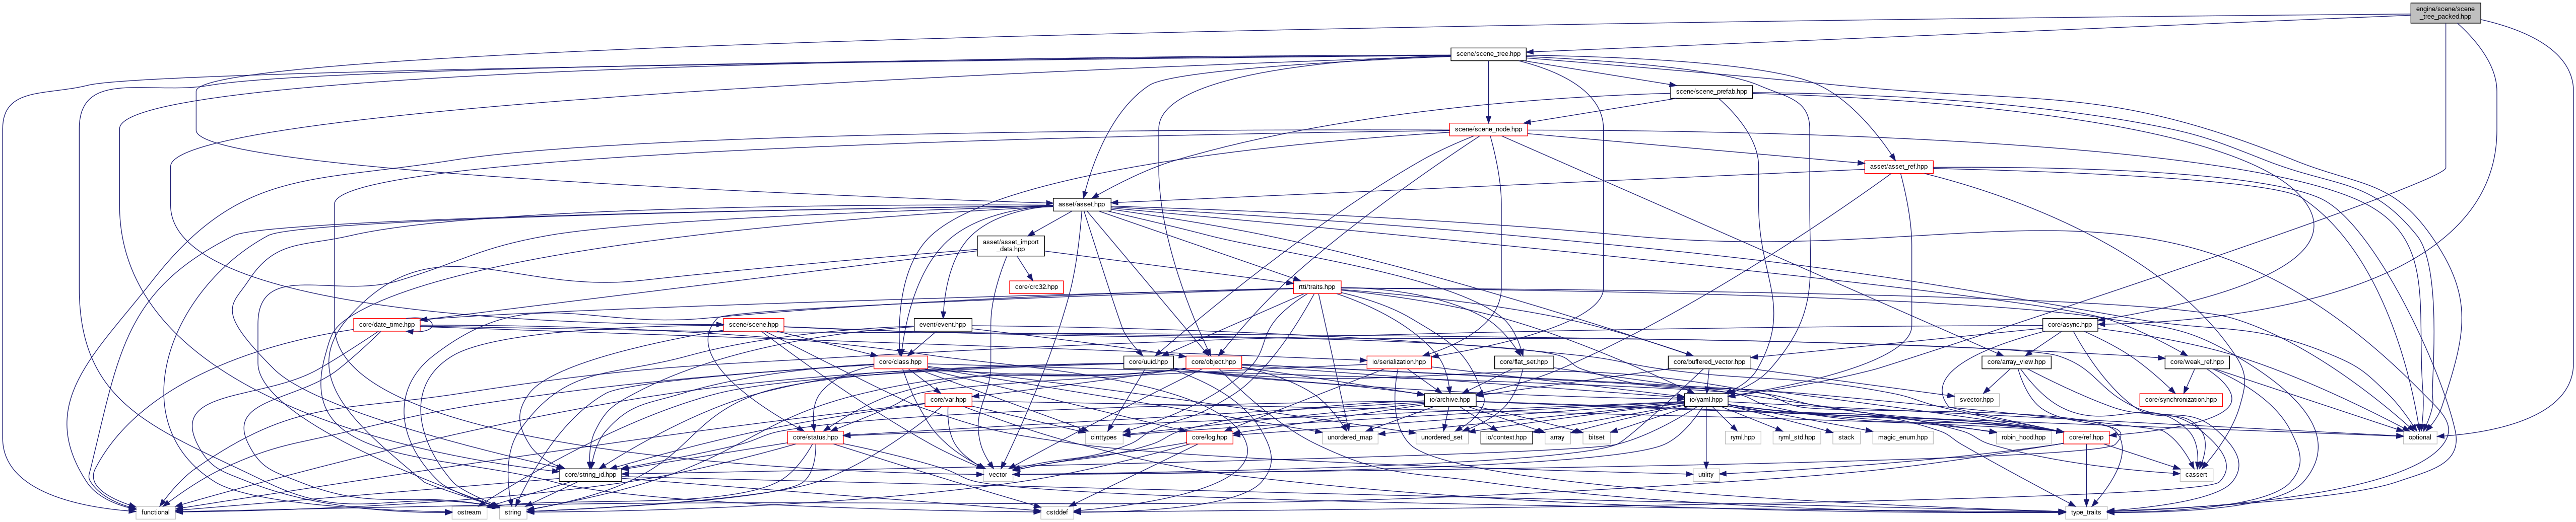 engine/scene/scene
_tree_packed.hpp
scene/scene_tree.hpp
scene/scene_prefab.hpp
scene/scene_node.hpp
asset/asset_ref.hpp
asset/asset.hpp
asset/asset_import
_data.hpp
core/crc32.hpp
rtti/traits.hpp
core/date_time.hpp
scene/scene.hpp
event/event.hpp
core/async.hpp
core/class.hpp
core/uuid.hpp
core/object.hpp
io/serialization.hpp
core/flat_set.hpp
core/buffered_vector.hpp
core/array_view.hpp
core/weak_ref.hpp
core/var.hpp
io/archive.hpp
io/yaml.hpp
svector.hpp
core/synchronization.hpp
core/status.hpp
cinttypes
core/log.hpp
unordered_map
unordered_set
io/context.hpp
array
bitset
ryml.hpp
ryml_std.hpp
stack
magic_enum.hpp
robin_hood.hpp
core/ref.hpp
optional
core/string_id.hpp
vector
utility
cassert
functional
ostream
string
cstddef
type_traits